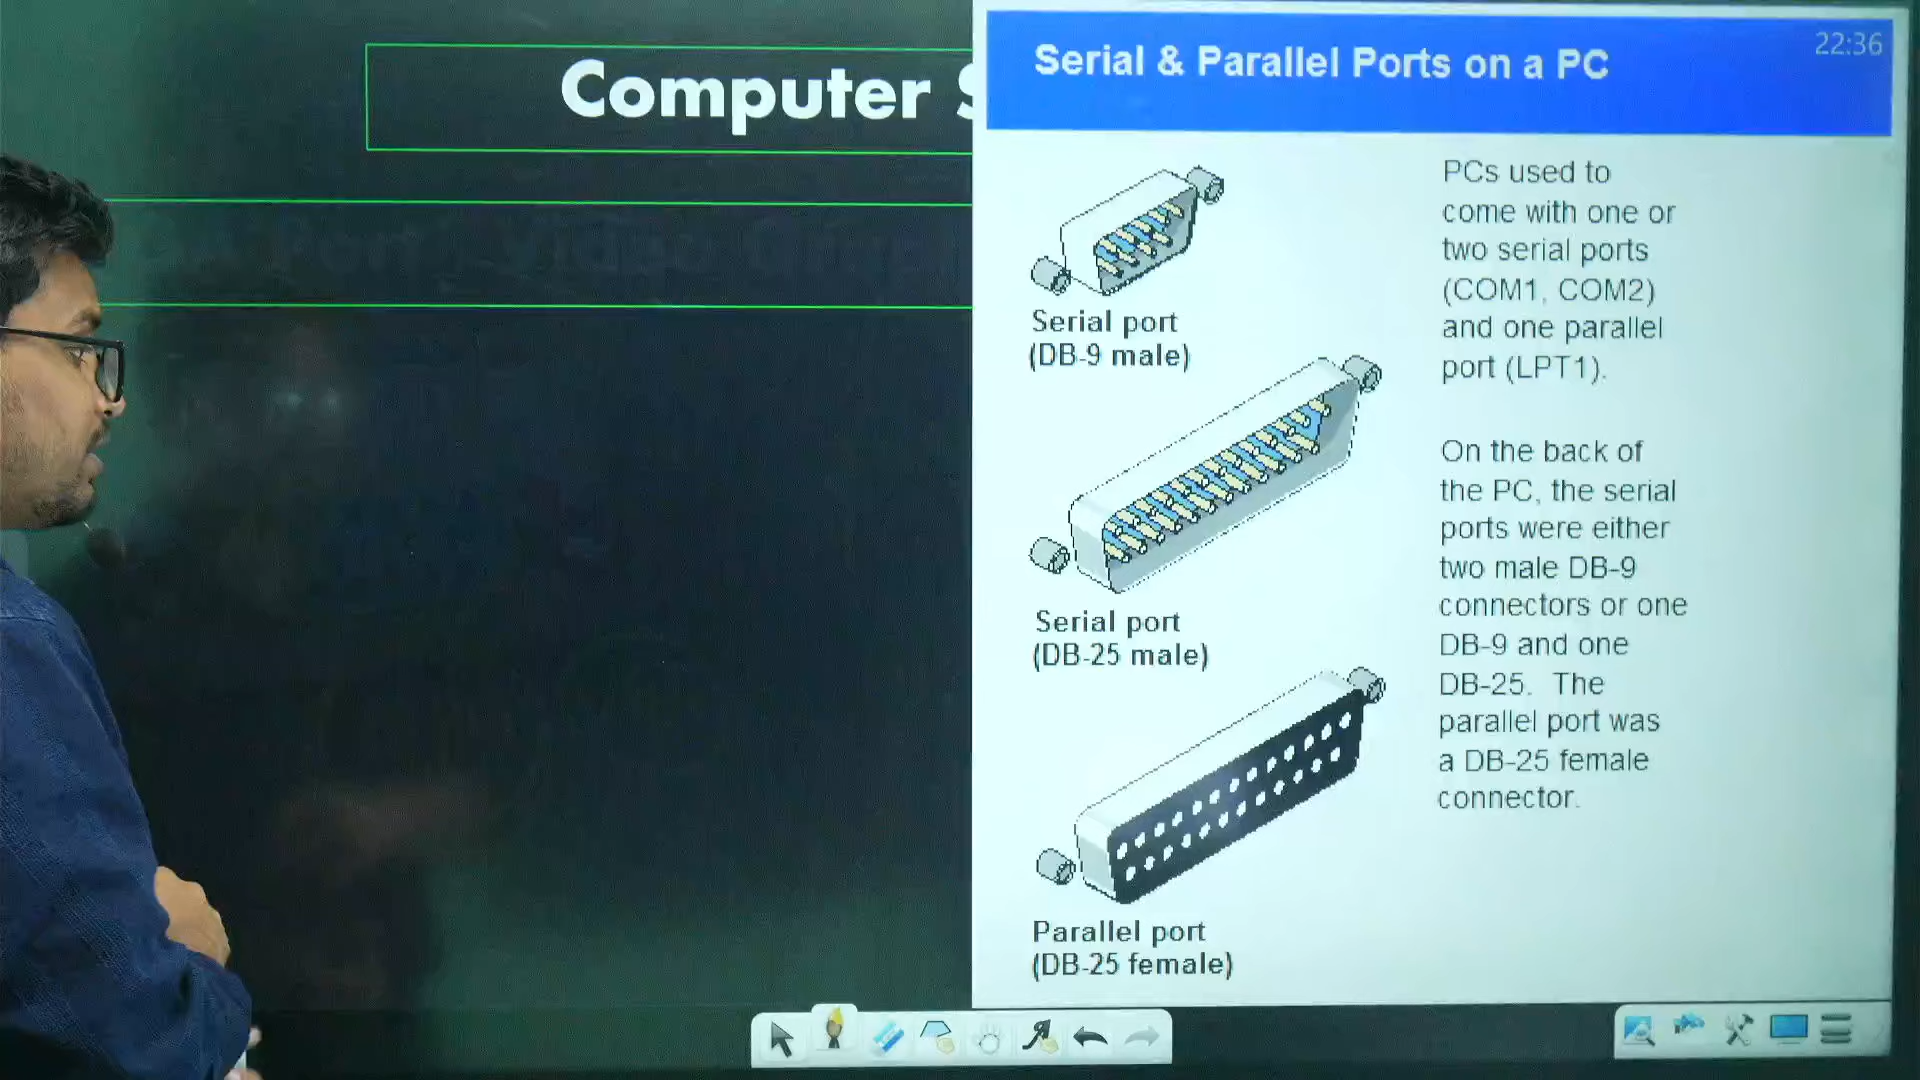 Computer
Serial & Parallel Ports on a PC
22:36
PCs used to
come with one or
two serial ports
(COM1, COM2)
and one parallel
port (LPT1).
On the back of
the PC, the serial
ports were either
two male DB-9
connectors or one
DB-9 and one
DB-25. The
parallel port was
a DB-25 female
connector.
Serial port
(DB-9 male)
Serial port
(DB-25 male)
Parallel port
(DB-25 female)